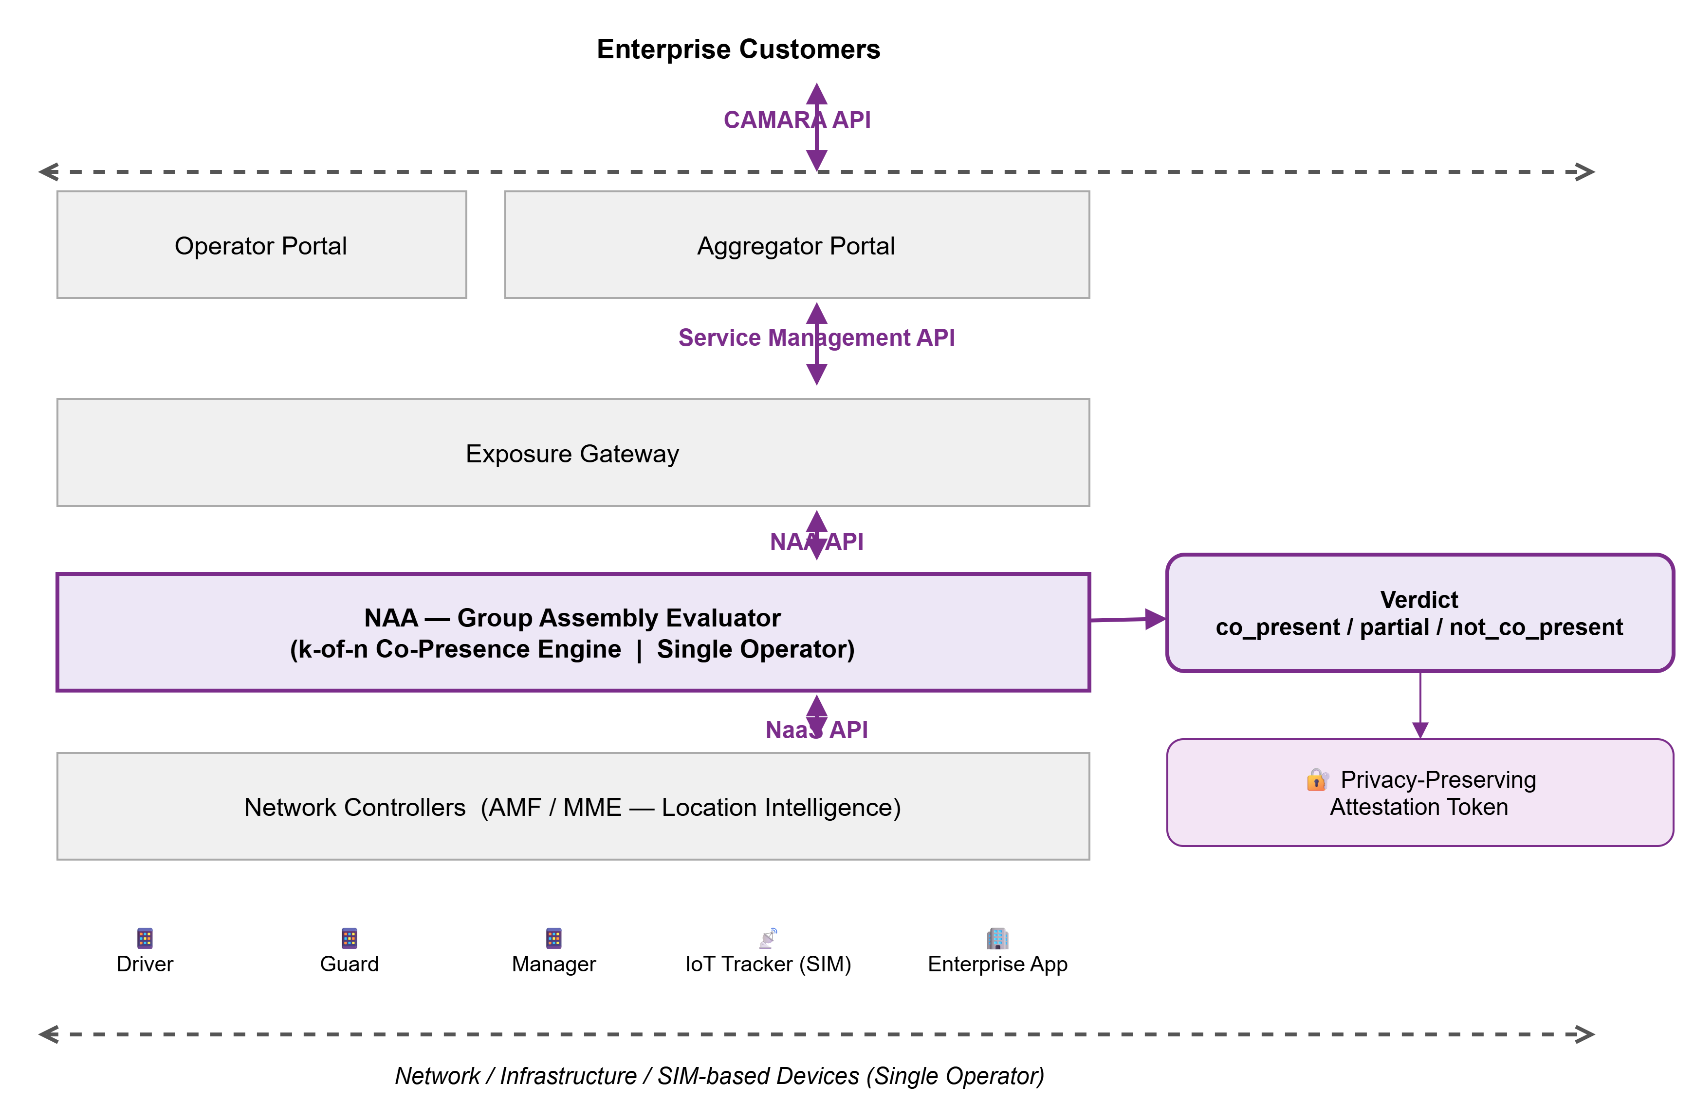 Enterprise Customers
CAMARA API
Operator Portal
Aggregator Portal
Service Management API
Exposure Gateway
NAA API
NAA — Group Assembly Evaluator
(k-of-n Co-Presence Engine | Single Operator)
Verdict
co_present / partial / not_co_present
NaaS API
Network Controllers (AMF / MME — Location Intelligence)
Privacy-Preserving
Attestation Token
Driver
Guard
Manager
IoT Tracker (SIM)
Enterprise App
Network / Infrastructure / SIM-based Devices (Single Operator)